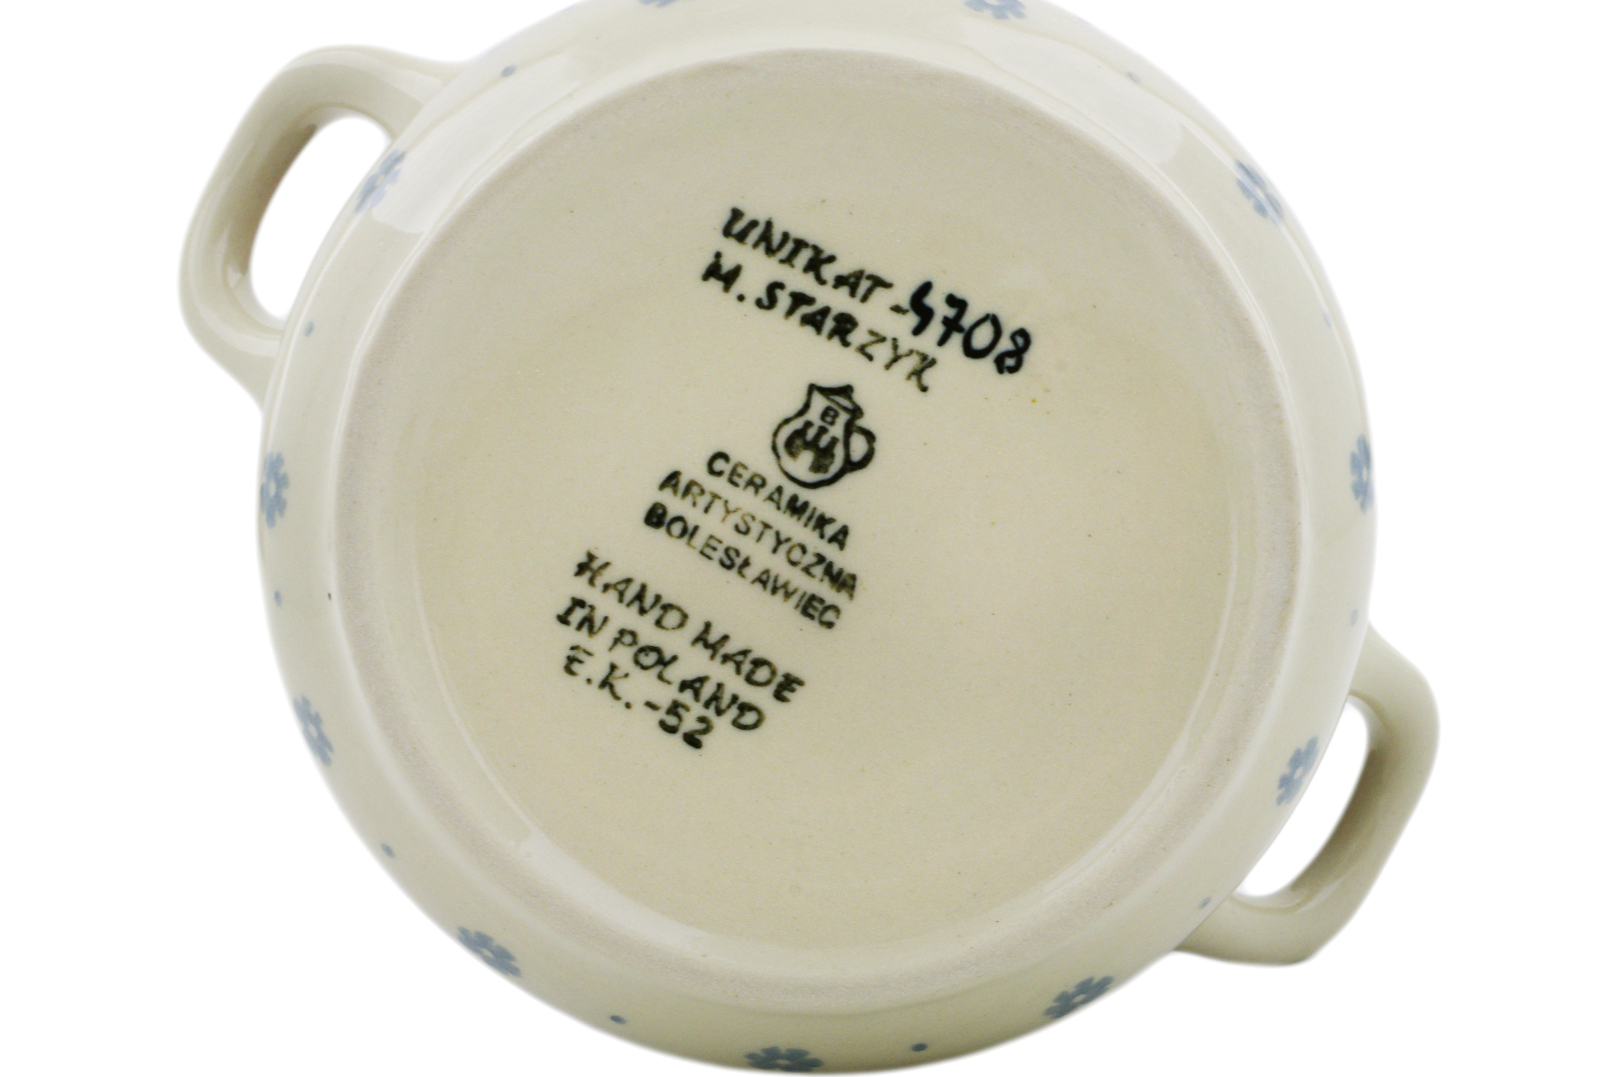 UNIKAT-4708
M. STARZYK
B
CERAMIKA
ARTYSTYCZNA
BOLESŁAWIEC
HAND MADE
IN POLAND
E.K.-52